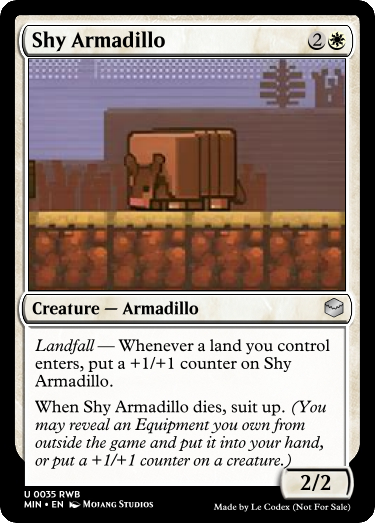 Shy Armadillo 2
Creature — Armadillo
Landfall — Whenever a land you control
enters, put a +1/+1 counter on Shy
Armadillo.
When Shy Armadillo dies, suit up. (You
may reveal an Equipment you own from
outside the game and put it into your hand,
or put a +1/+1 counter on a creature.)
2/2
U 0035 RWB
MIN • EN Mojang Studios
Made by Le Codex (Not For Sale)